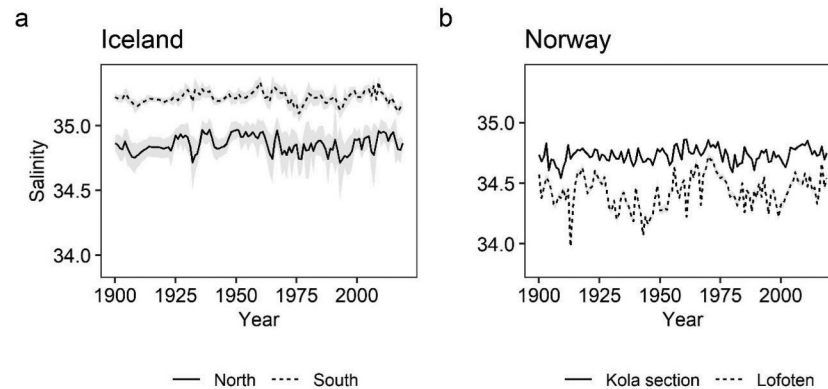 a
Iceland
Salinity
35.0
34.5
34.0
1900 1925 1950 1975 2000
Year
North South
b
Norway
35.0
34.5
34.0
1900 1925 1950 1975 2000
Year
Kola section Lofoten